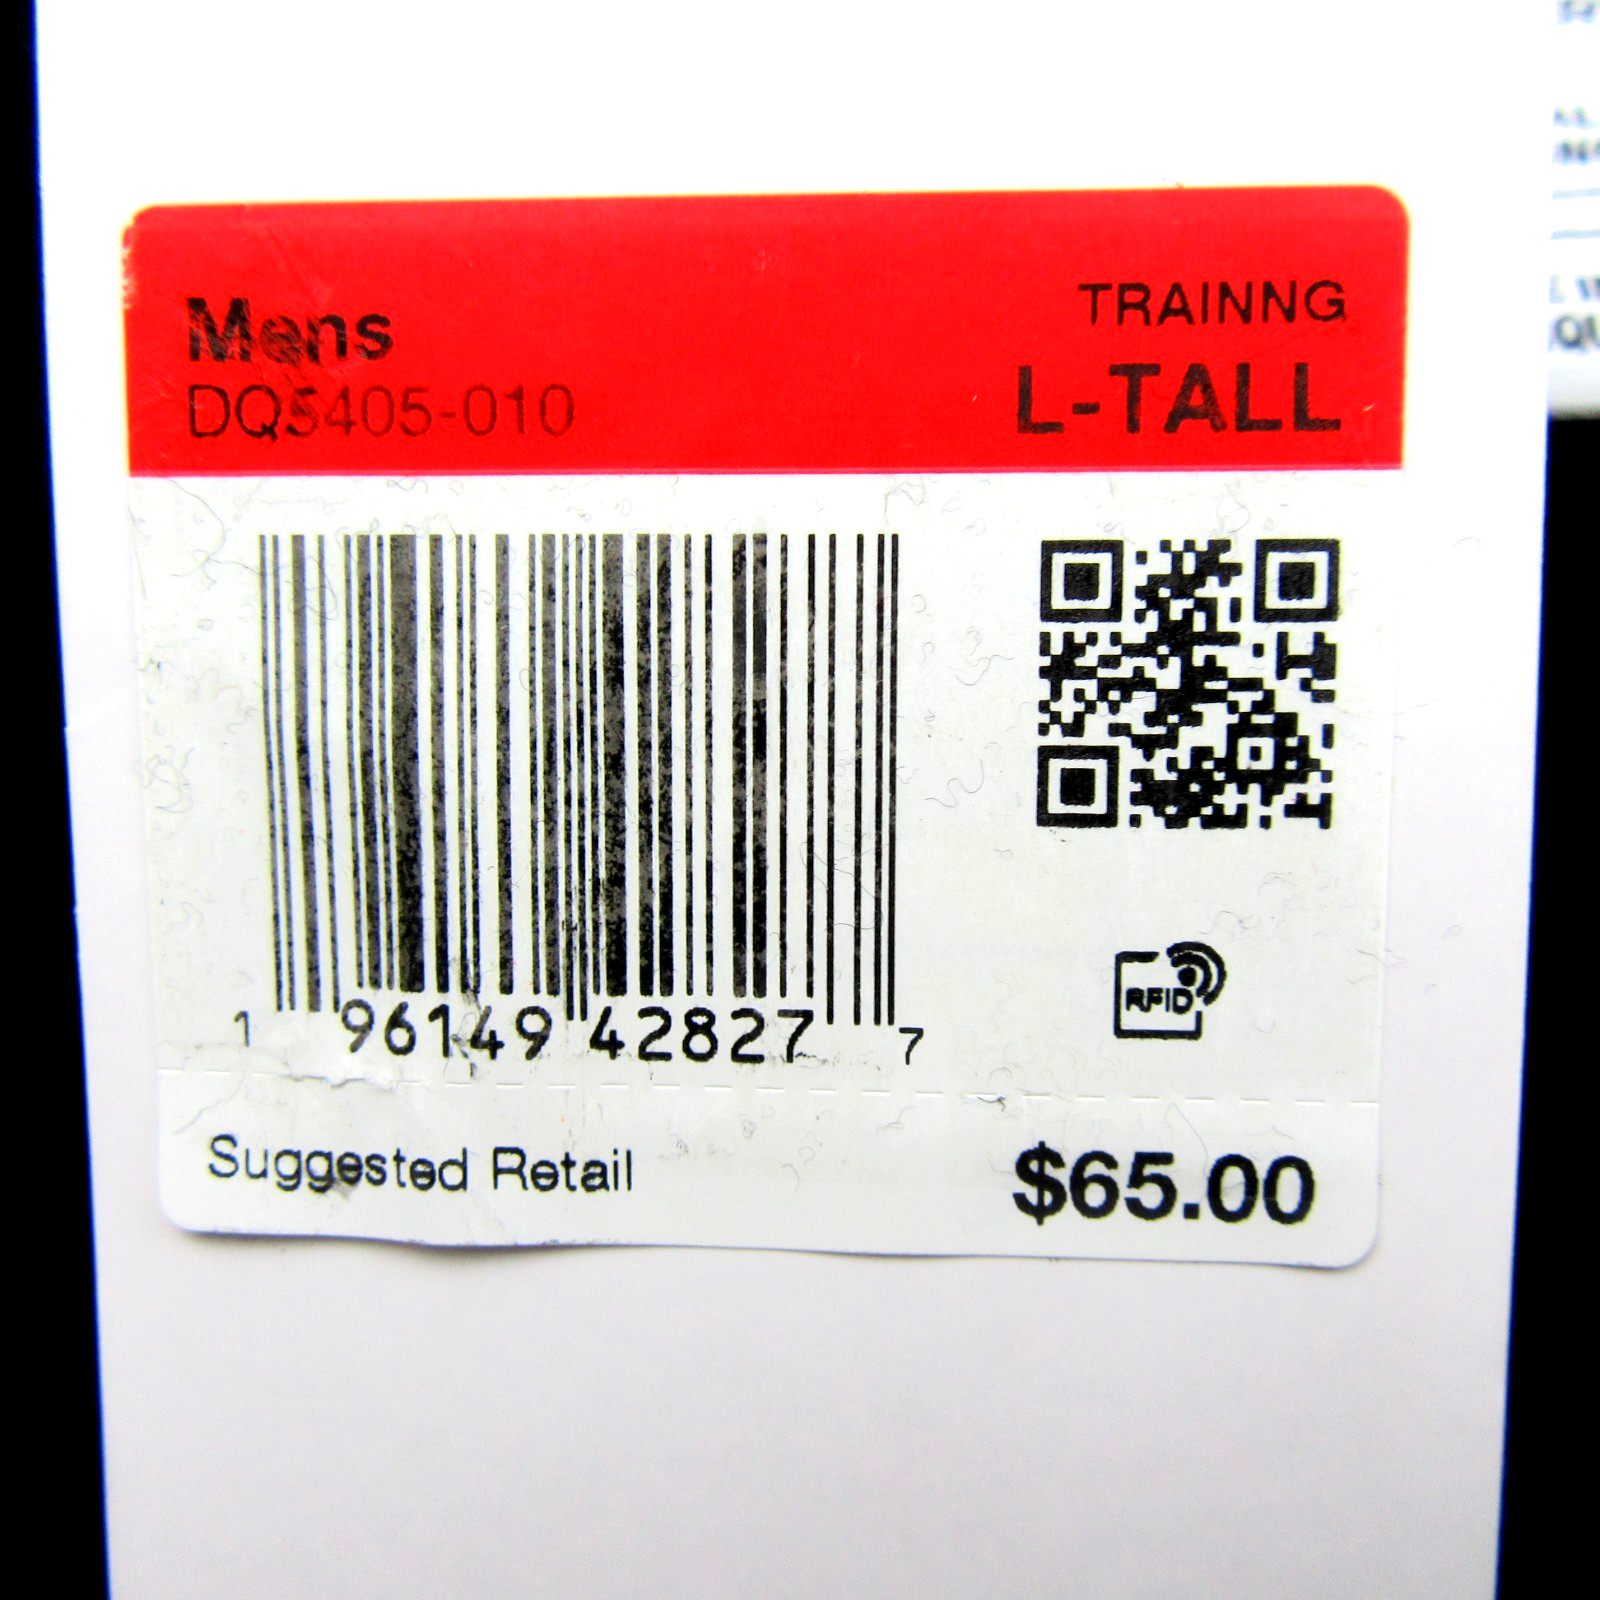 Mens
DQ5405-010
TRAINNG
L-TALL
1 96149 42827 7
RFID
Suggested Retail
$65.00